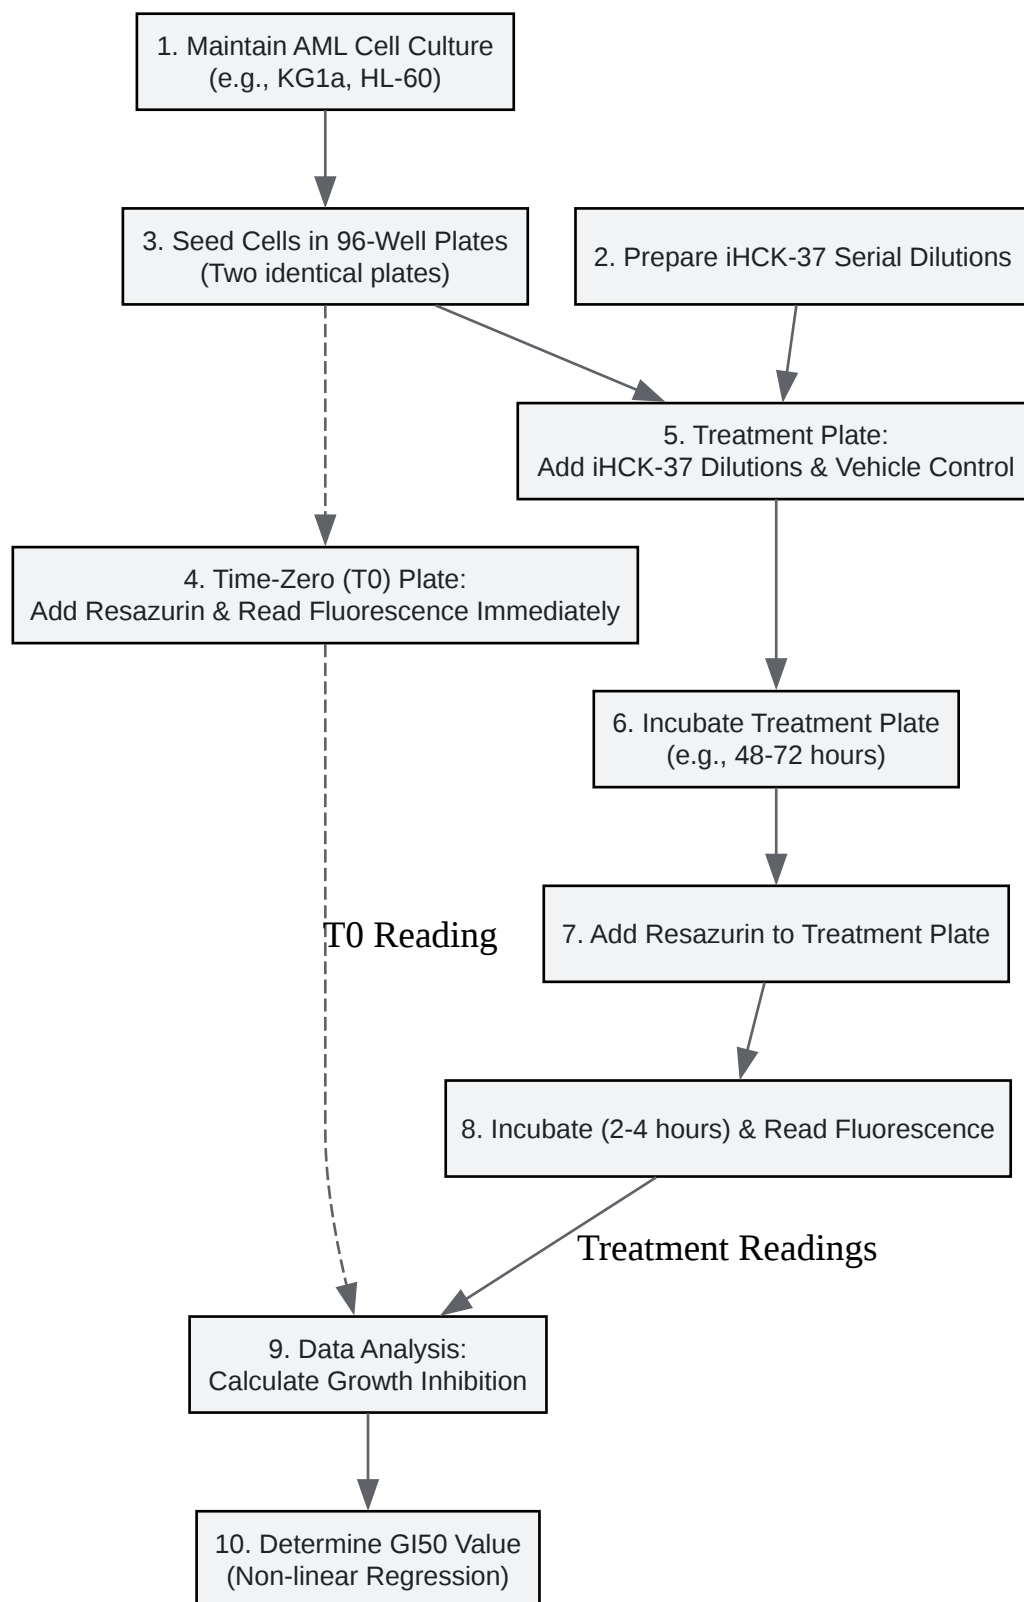 1. Maintain AML Cell Culture
(e.g., KG1a, HL-60)
3. Seed Cells in 96-Well Plates
(Two identical plates)
2. Prepare iHCK-37 Serial Dilutions
5. Treatment Plate:
Add iHCK-37 Dilutions & Vehicle Control
4. Time-Zero (T0) Plate:
Add Resazurin & Read Fluorescence Immediately
6. Incubate Treatment Plate
(e.g., 48-72 hours)
T0 Reading
7. Add Resazurin to Treatment Plate
8. Incubate (2-4 hours) & Read Fluorescence
Treatment Readings
9. Data Analysis:
Calculate Growth Inhibition
10. Determine GI50 Value
(Non-linear Regression)